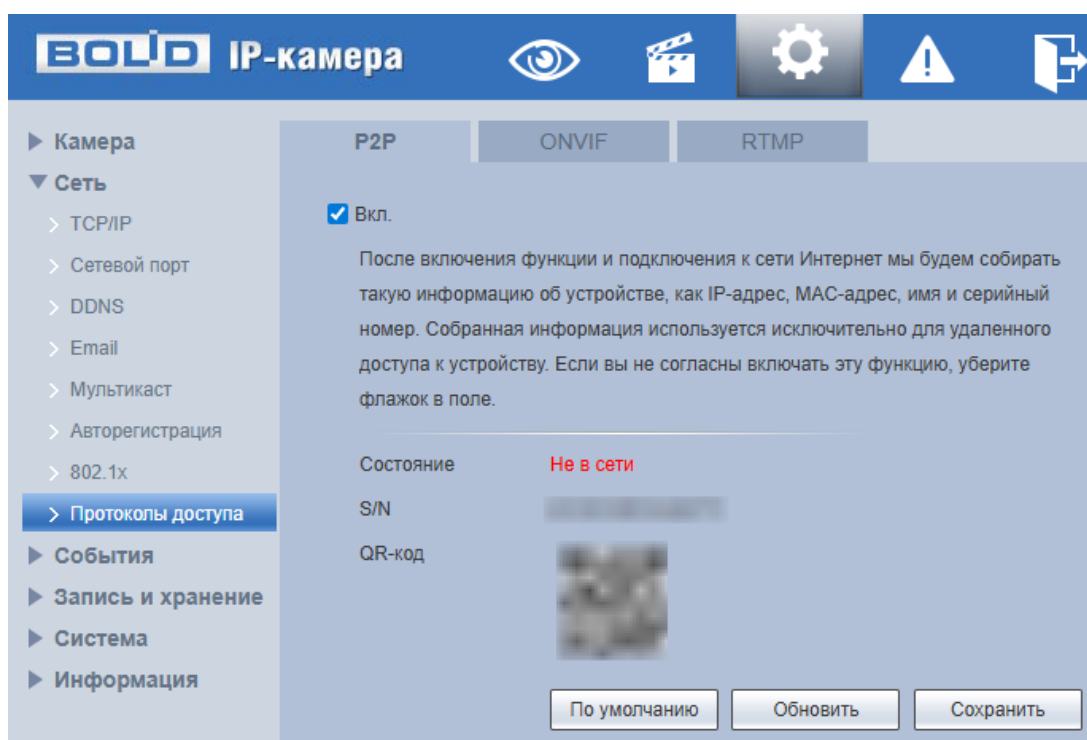 BOLID IP-камера
Камера
Сеть
TCP/IP
Сетевой порт
DDNS
Email
Мультикаст
Авторегистрация
802.1x
Протоколы доступа
События
Запись и хранение
Система
Информация
P2P ONVIF RTMP
Вкл.
После включения функции и подключения к сети Интернет мы будем собирать
такую информацию об устройстве, как IP-адрес, MAC-адрес, имя и серийный
номер. Собранная информация используется исключительно для удаленного
доступа к устройству. Если вы не согласны включать эту функцию, уберите
флажок в поле.
Состояние Не в сети
S/N
QR-код
По умолчанию Обновить Сохранить